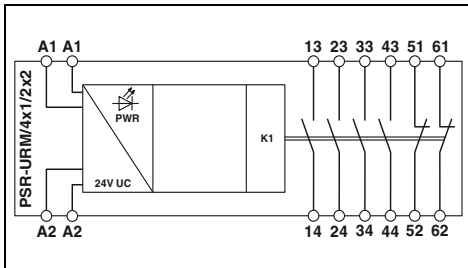 A1 A1 13 23 33 43 51 61
PSR-URM/4x1/2x2
PWR
K1
24V UC
A2 A2 14 24 34 44 52 62